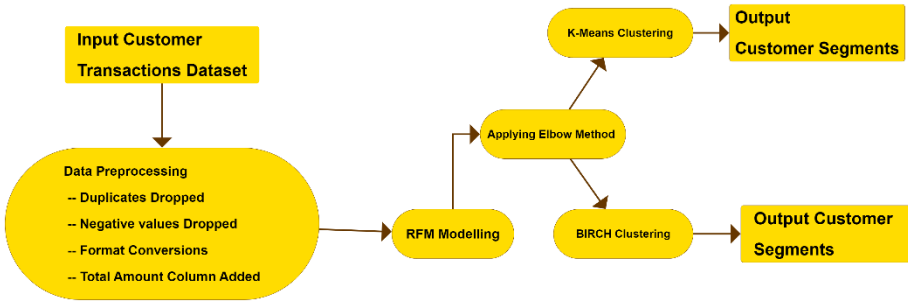 Input Customer
Transactions Dataset
Data Preprocessing
-- Duplicates Dropped
-- Negative values Dropped
-- Format Conversions
-- Total Amount Column Added
RFM Modelling
Applying Elbow Method
K-Means Clustering
Output
Customer Segments
BIRCH Clustering
Output Customer
Segments